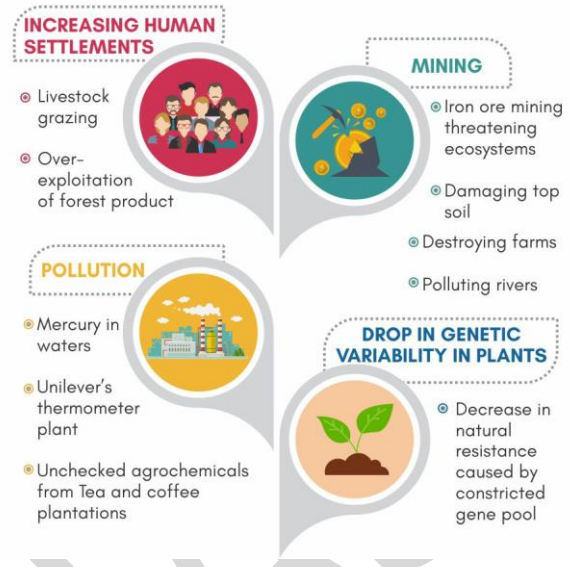 INCREASING HUMAN
SETTLEMENTS
Livestock
grazing
Over-
exploitation
of forest product
MINING
Iron ore mining
threatening
ecosystems
Damaging top
soil
Destroying farms
Polluting rivers
POLLUTION
Mercury in
waters
Unilever's
thermometer
plant
Unchecked agrochemicals
from Tea and coffee
plantations
DROP IN GENETIC
VARIABILITY IN PLANTS
Decrease in
natural
resistance
caused by
constricted
gene pool